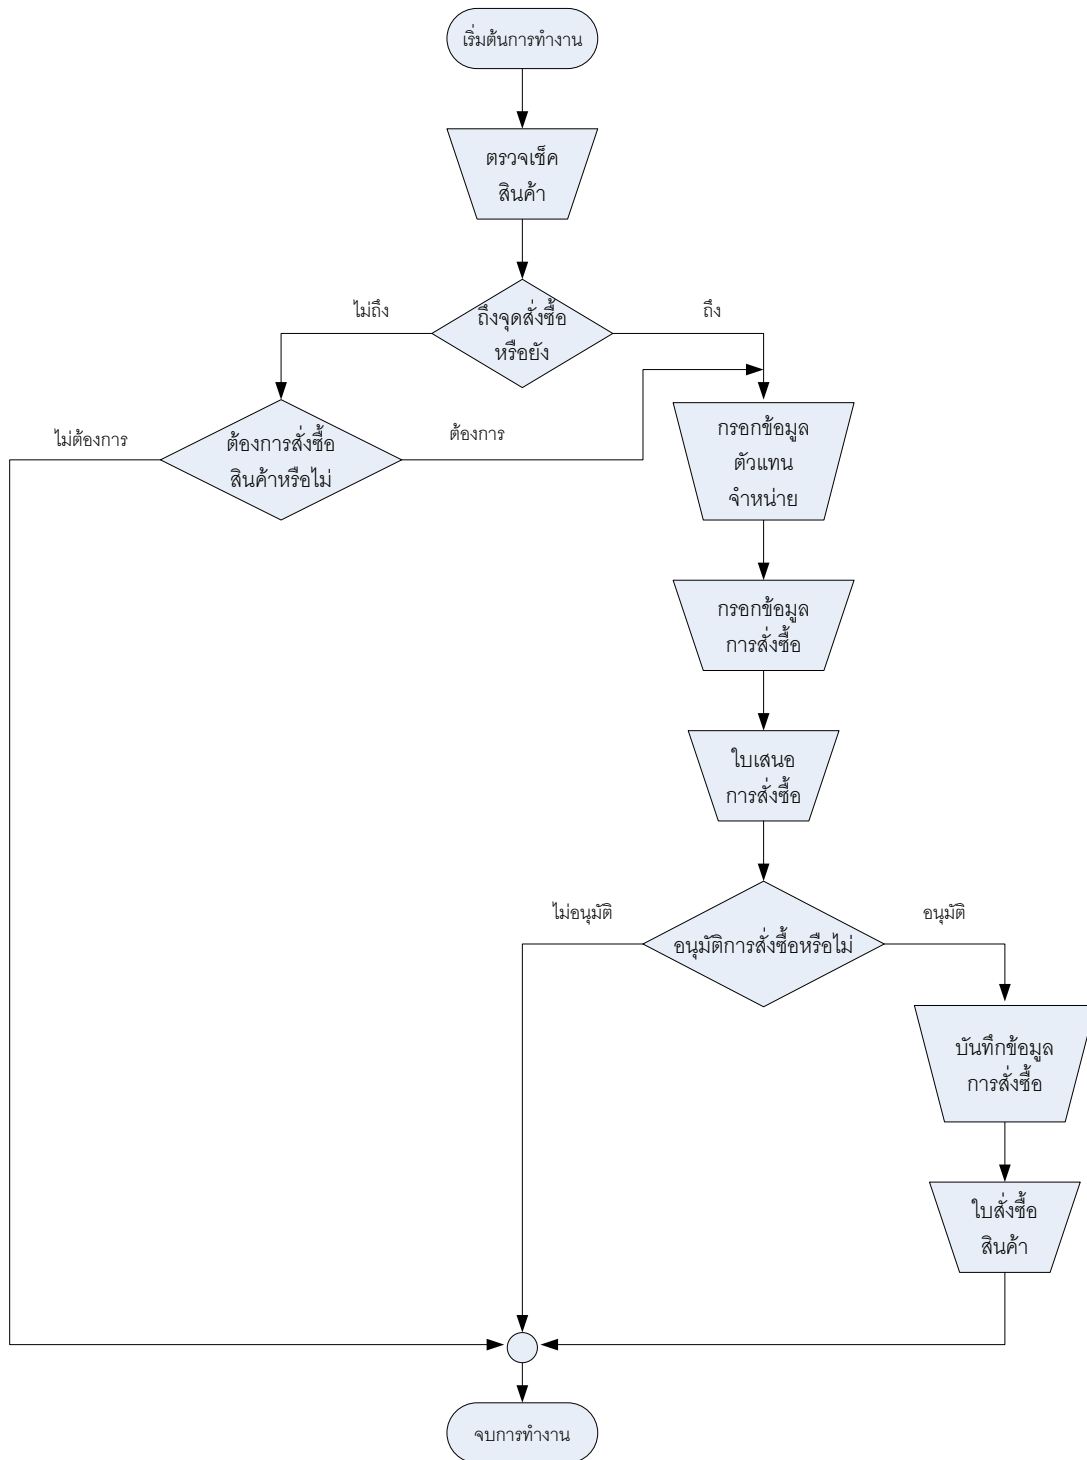 เริ่มต้นการทำงาน
ตรวจเช็ค
สินค้า
ไม่ถึง
ถึงจุดสั่งซื้อ
หรือยัง
ถึง
ไม่ต้องการ
ต้องการสั่งซื้อ
สินค้าหรือไม่
ต้องการ
กรอกข้อมูล
ตัวแทน
จำหน่าย
กรอกข้อมูล
การสั่งซื้อ
ใบเสนอ
การสั่งซื้อ
ไม่อนุมัติ
อนุมัติการสั่งซื้อหรือไม่
อนุมัติ
บันทึกข้อมูล
การสั่งซื้อ
ใบสั่งซื้อ
สินค้า
จบการทำงาน